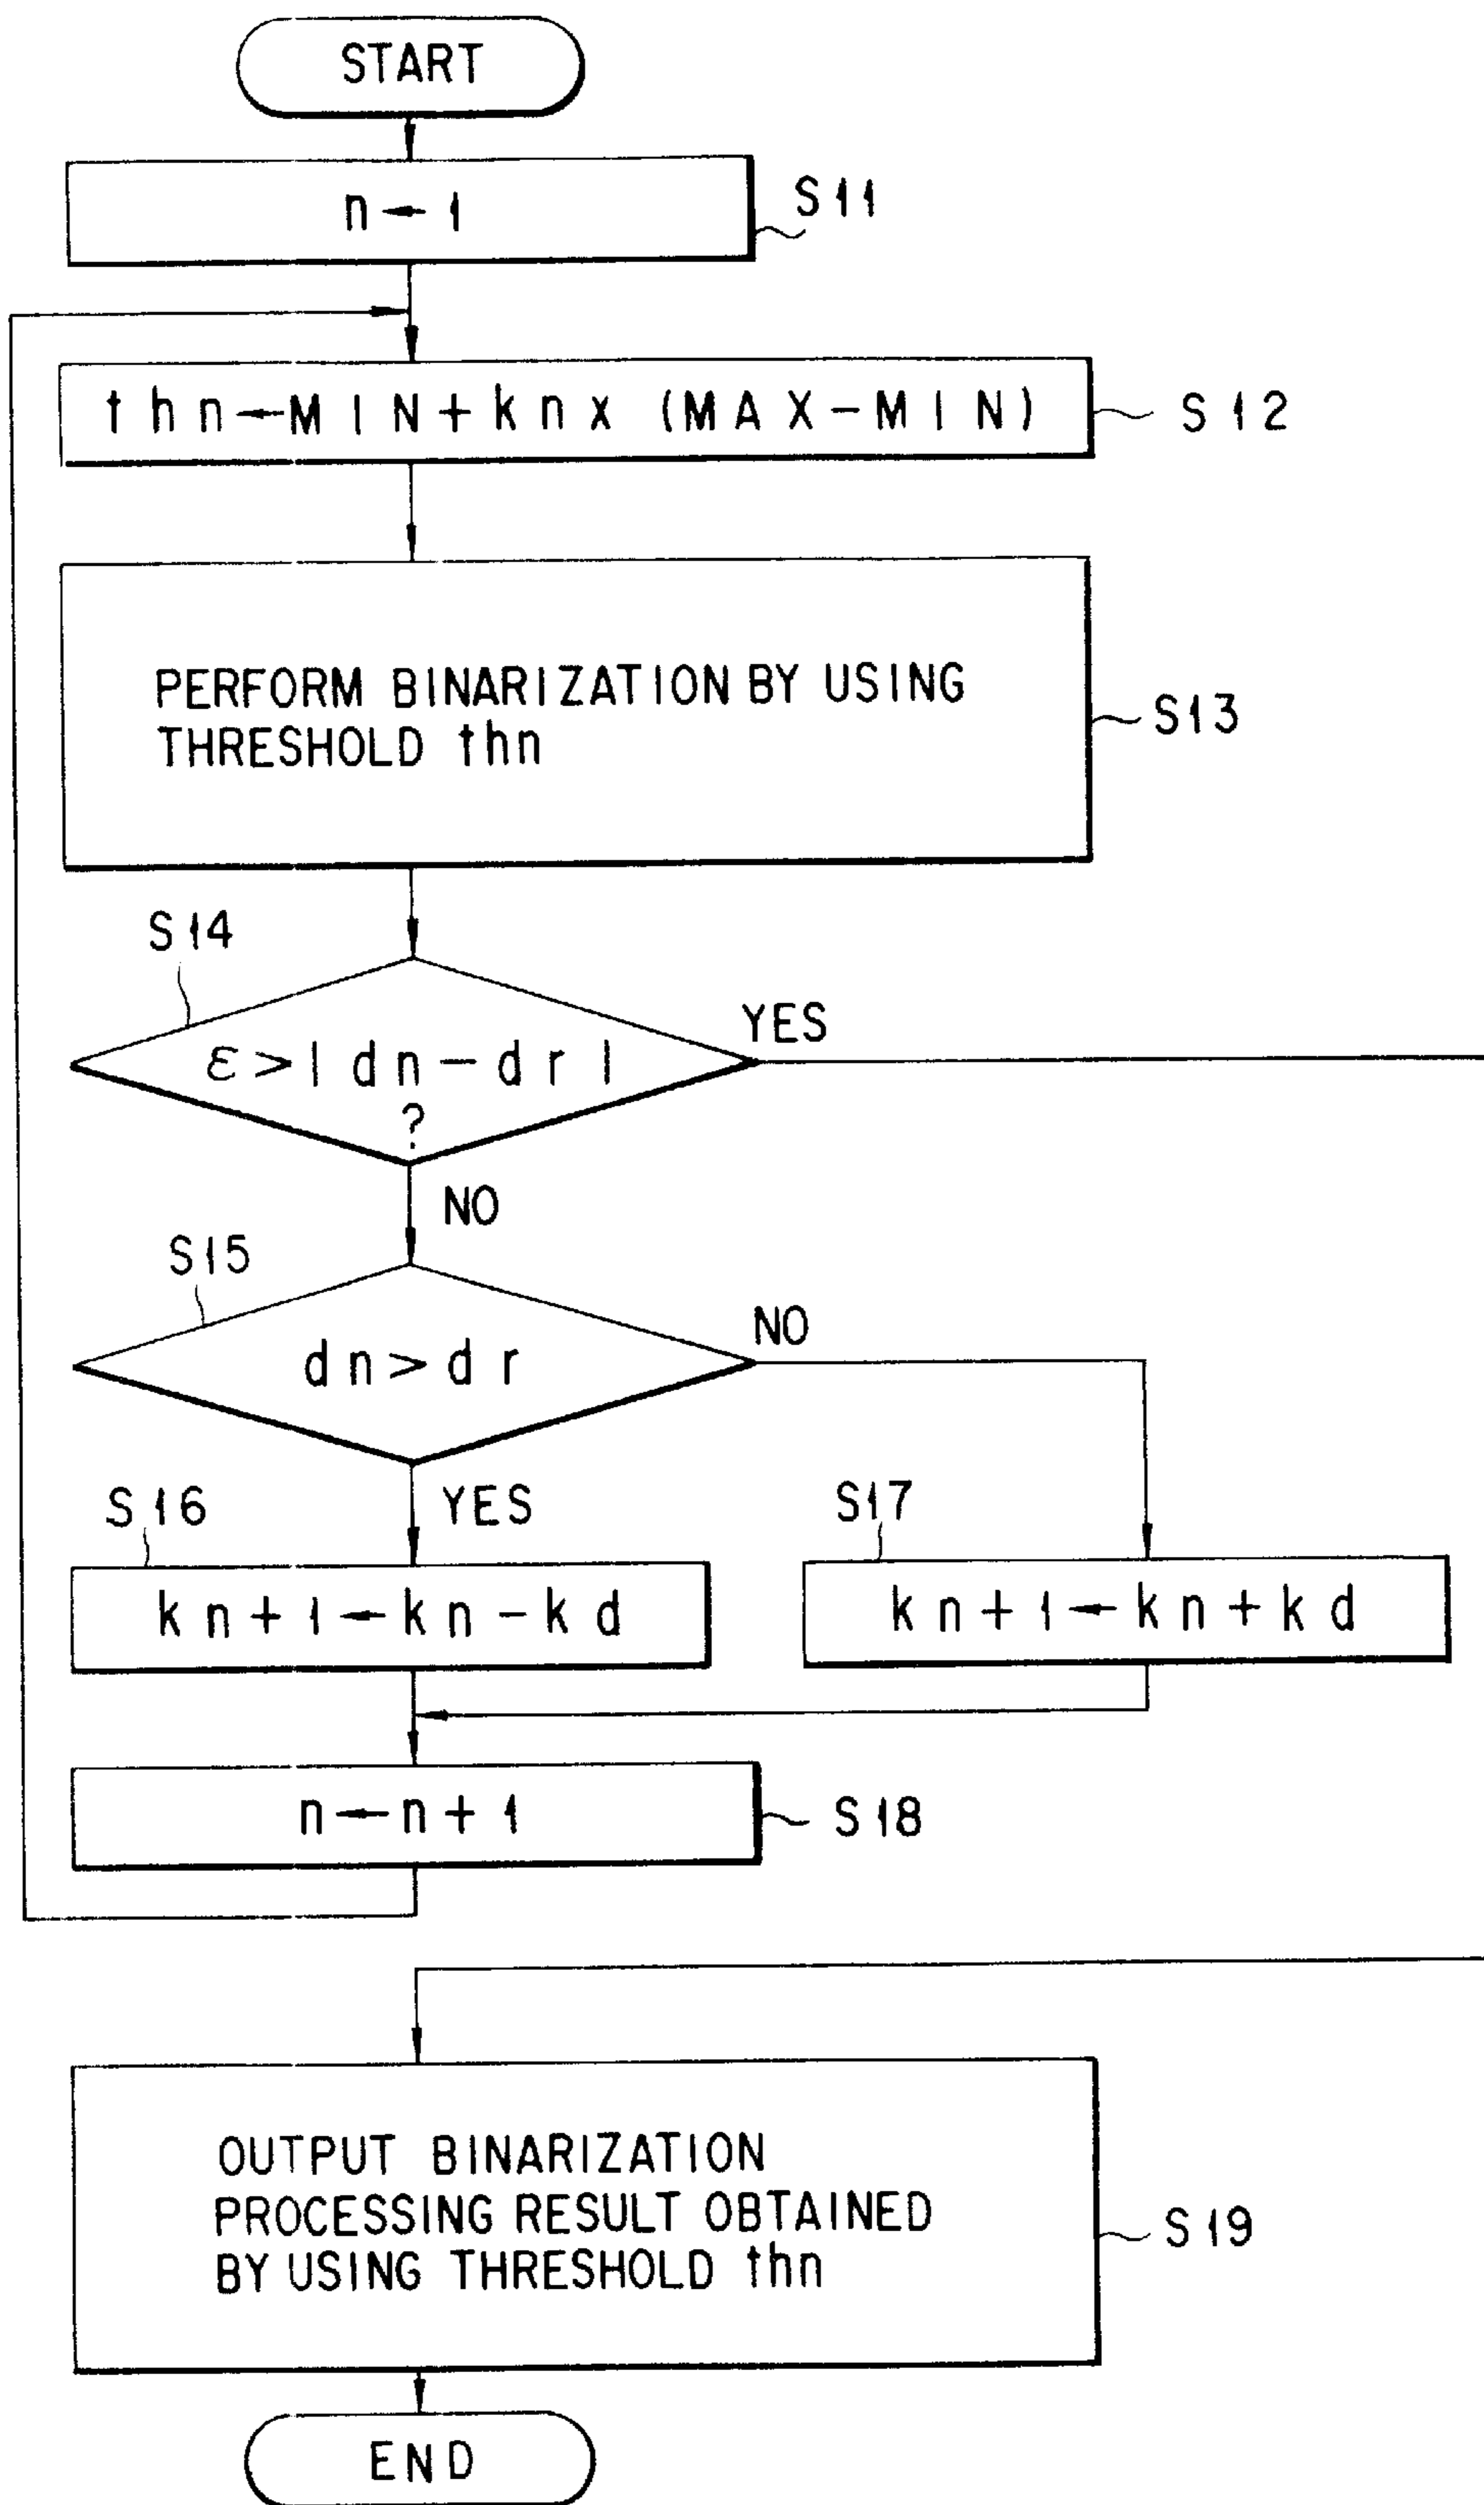 START
n←1
S11
thn←MIN+knx (MAX-MIN)
S12
PERFORM BINARIZATION BY USING
THRESHOLD thn
S13
S14
ε>|dn-dr|
?
YES
NO
S15
dn>dr
NO
YES
S16
kn+1←kn-kd
S17
kn+1←kn+kd
n←n+1
S18
OUTPUT BINARIZATION
PROCESSING RESULT OBTAINED
BY USING THRESHOLD thn
S19
END